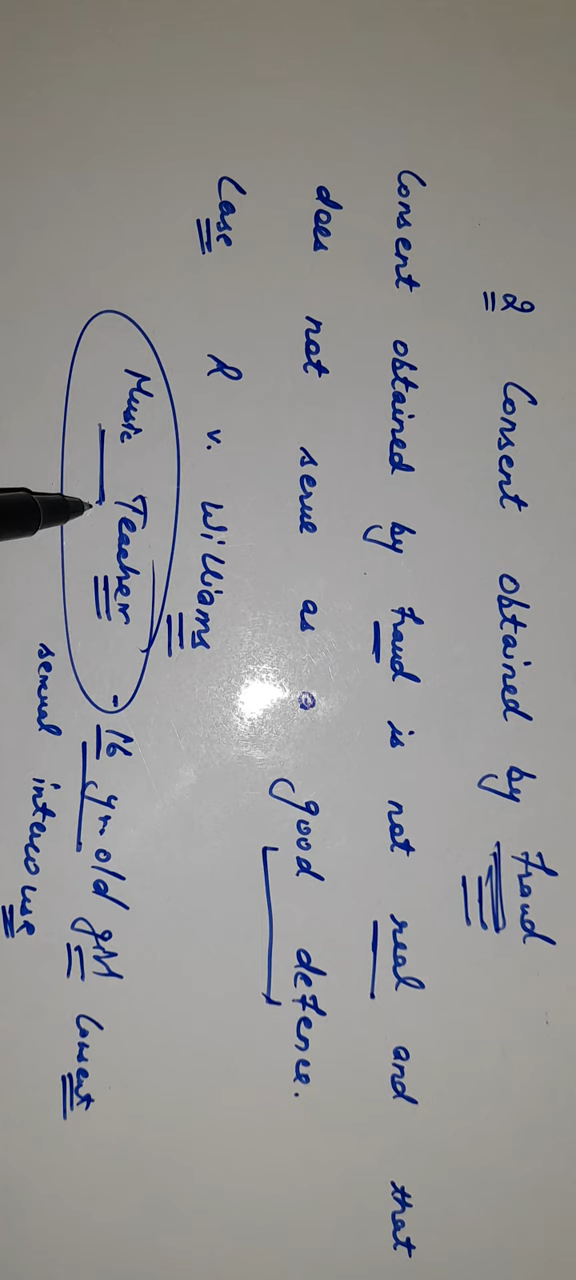 2 Consent obtained by Fraud
Consent obtained by fraud is not real and that
does not serve as a good defence.
Case R v. Williams
Music Teacher - 16 yr old girl Consent
sexual intercouse